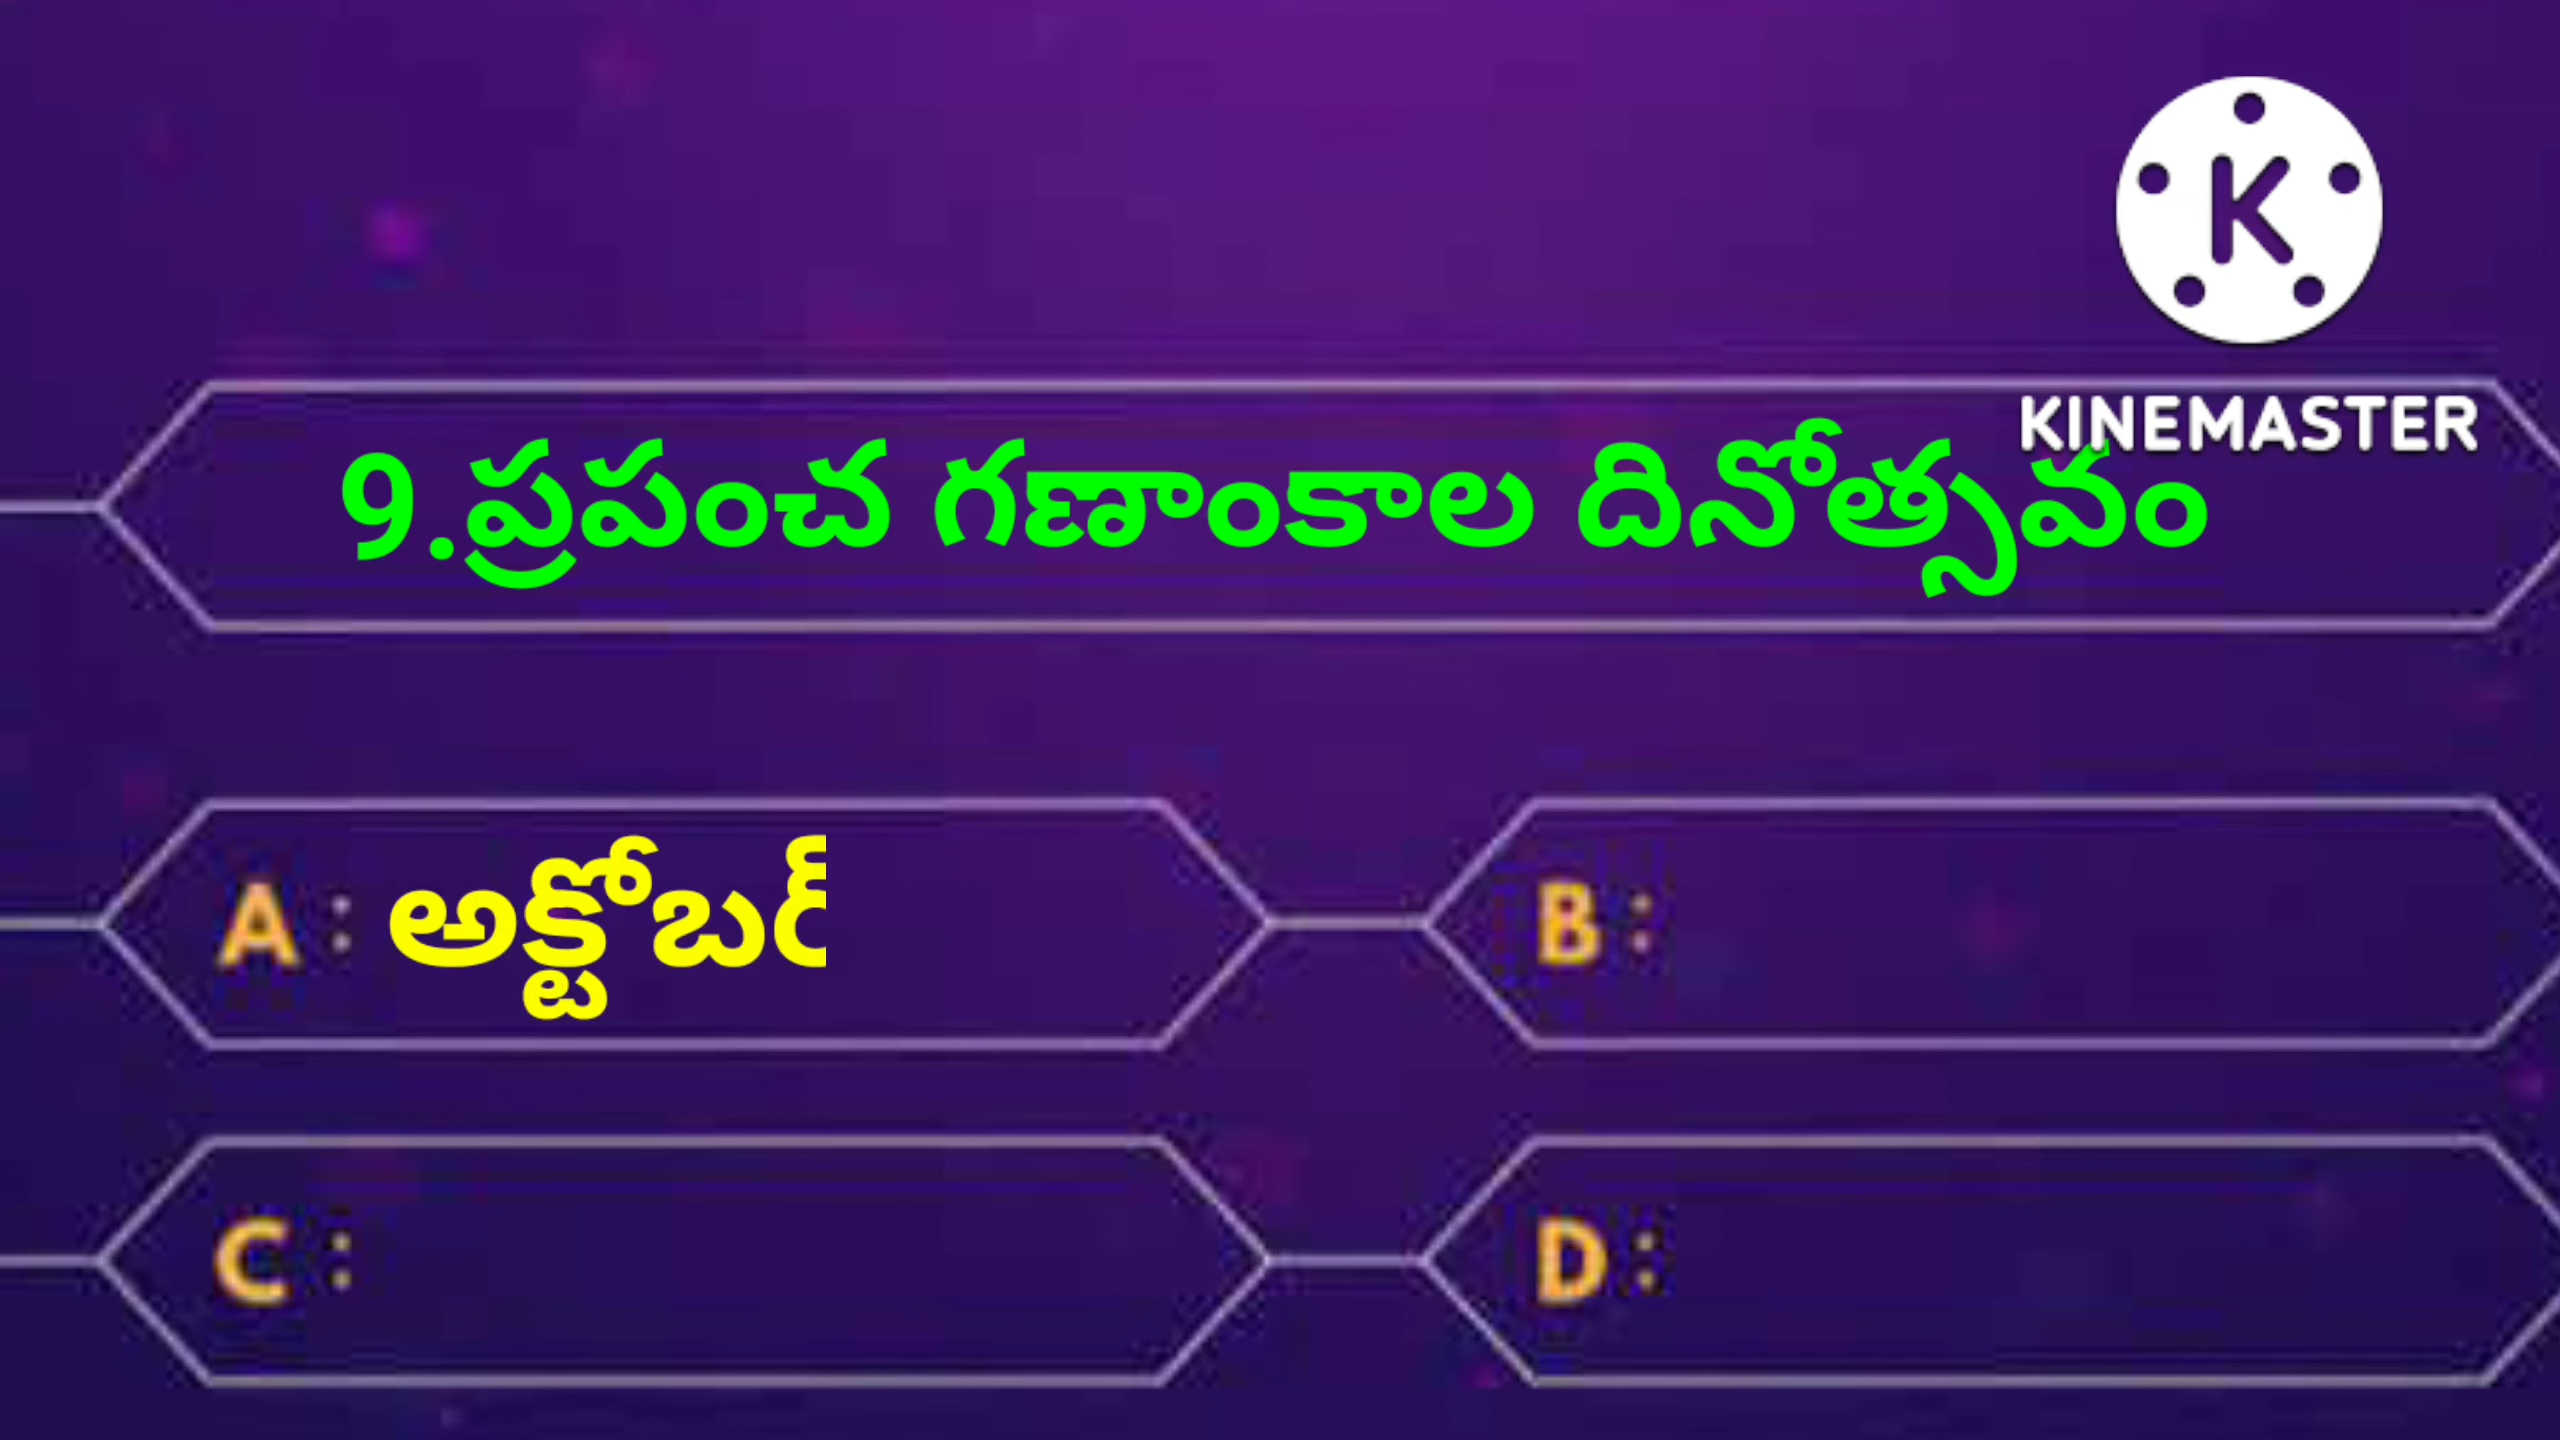 KINEMASTER
9.ప్రపంచ గణాంకాల దినోత్సవం
A : అక్టోబర్
B :
C :
D :